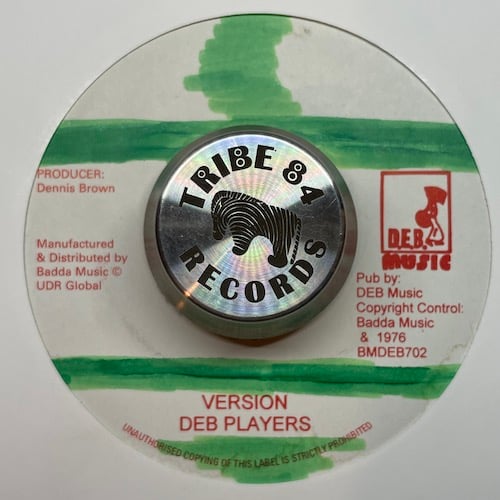 PRODUCER:
Dennis Brown
Manufactured
& Distributed by
Badda Music ©
UDR Global
TRIBE 84
RECORDS
D.E.B.
MUSIC
Pub by:
DEB Music
Copyright Control:
Badda Music
& 1976
BMDEB702
VERSION
DEB PLAYERS
UNAUTHORISED COPYING OF THIS LABEL IS STRICTLY PROHIBITED